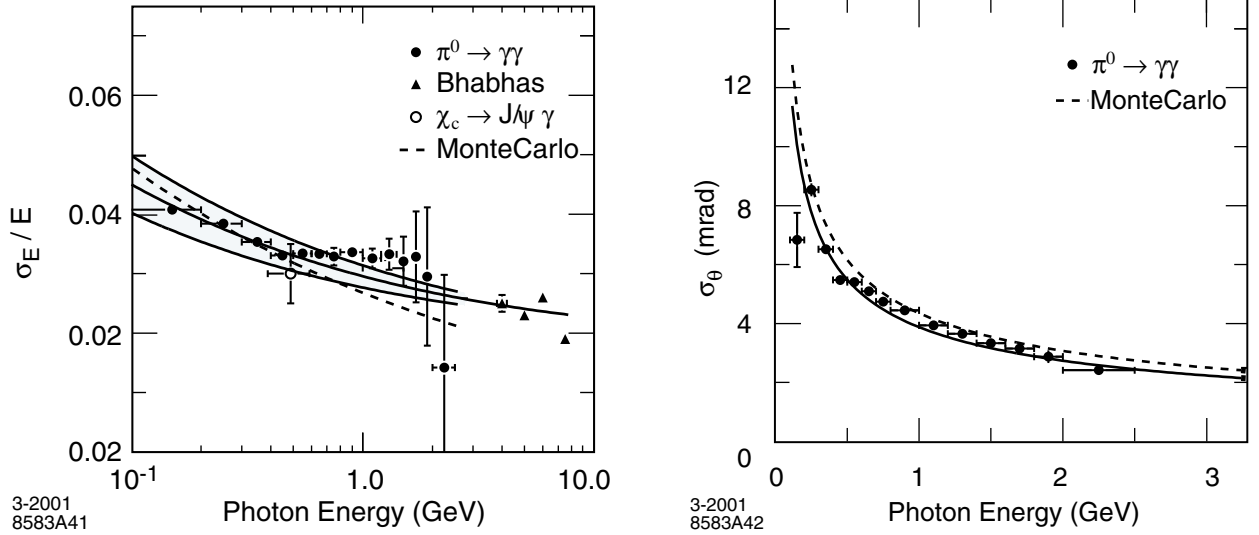 π⁰ → γγ
Bhabhas
χc → J/ψ γ
MonteCarlo
0.06
0.04
0.02
0.02
σE / E
10-1
1.0
10.0
Photon Energy (GeV)
3-2001
8583A41
π⁰ → γγ
MonteCarlo
12
8
4
0
σθ (mrad)
0
1
2
3
Photon Energy (GeV)
3-2001
8583A42